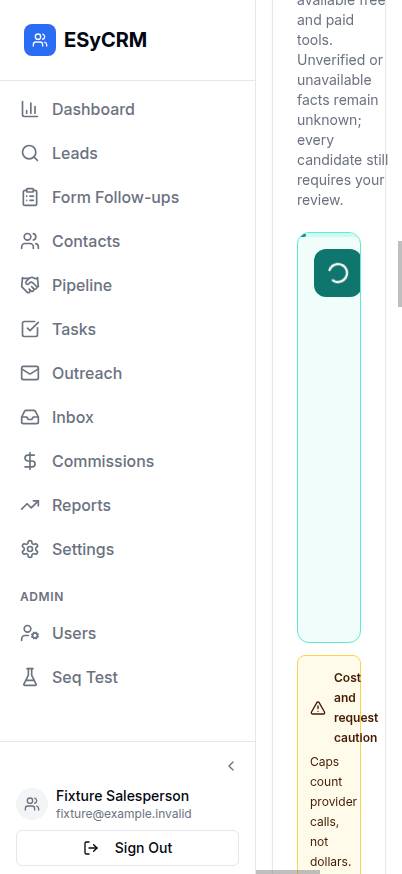 ESyCRM
Dashboard
Leads
Form Follow-ups
Contacts
Pipeline
Tasks
Outreach
Inbox
Commissions
Reports
Settings
ADMIN
Users
Seq Test
Fixture Salesperson
fixture@example.invalid
Sign Out
available free
and paid
tools.
Unverified or
unavailable
facts remain
unknown;
every
candidate still
requires your
review.
Cost
and
request
caution
Caps
count
provider
calls,
not
dollars.